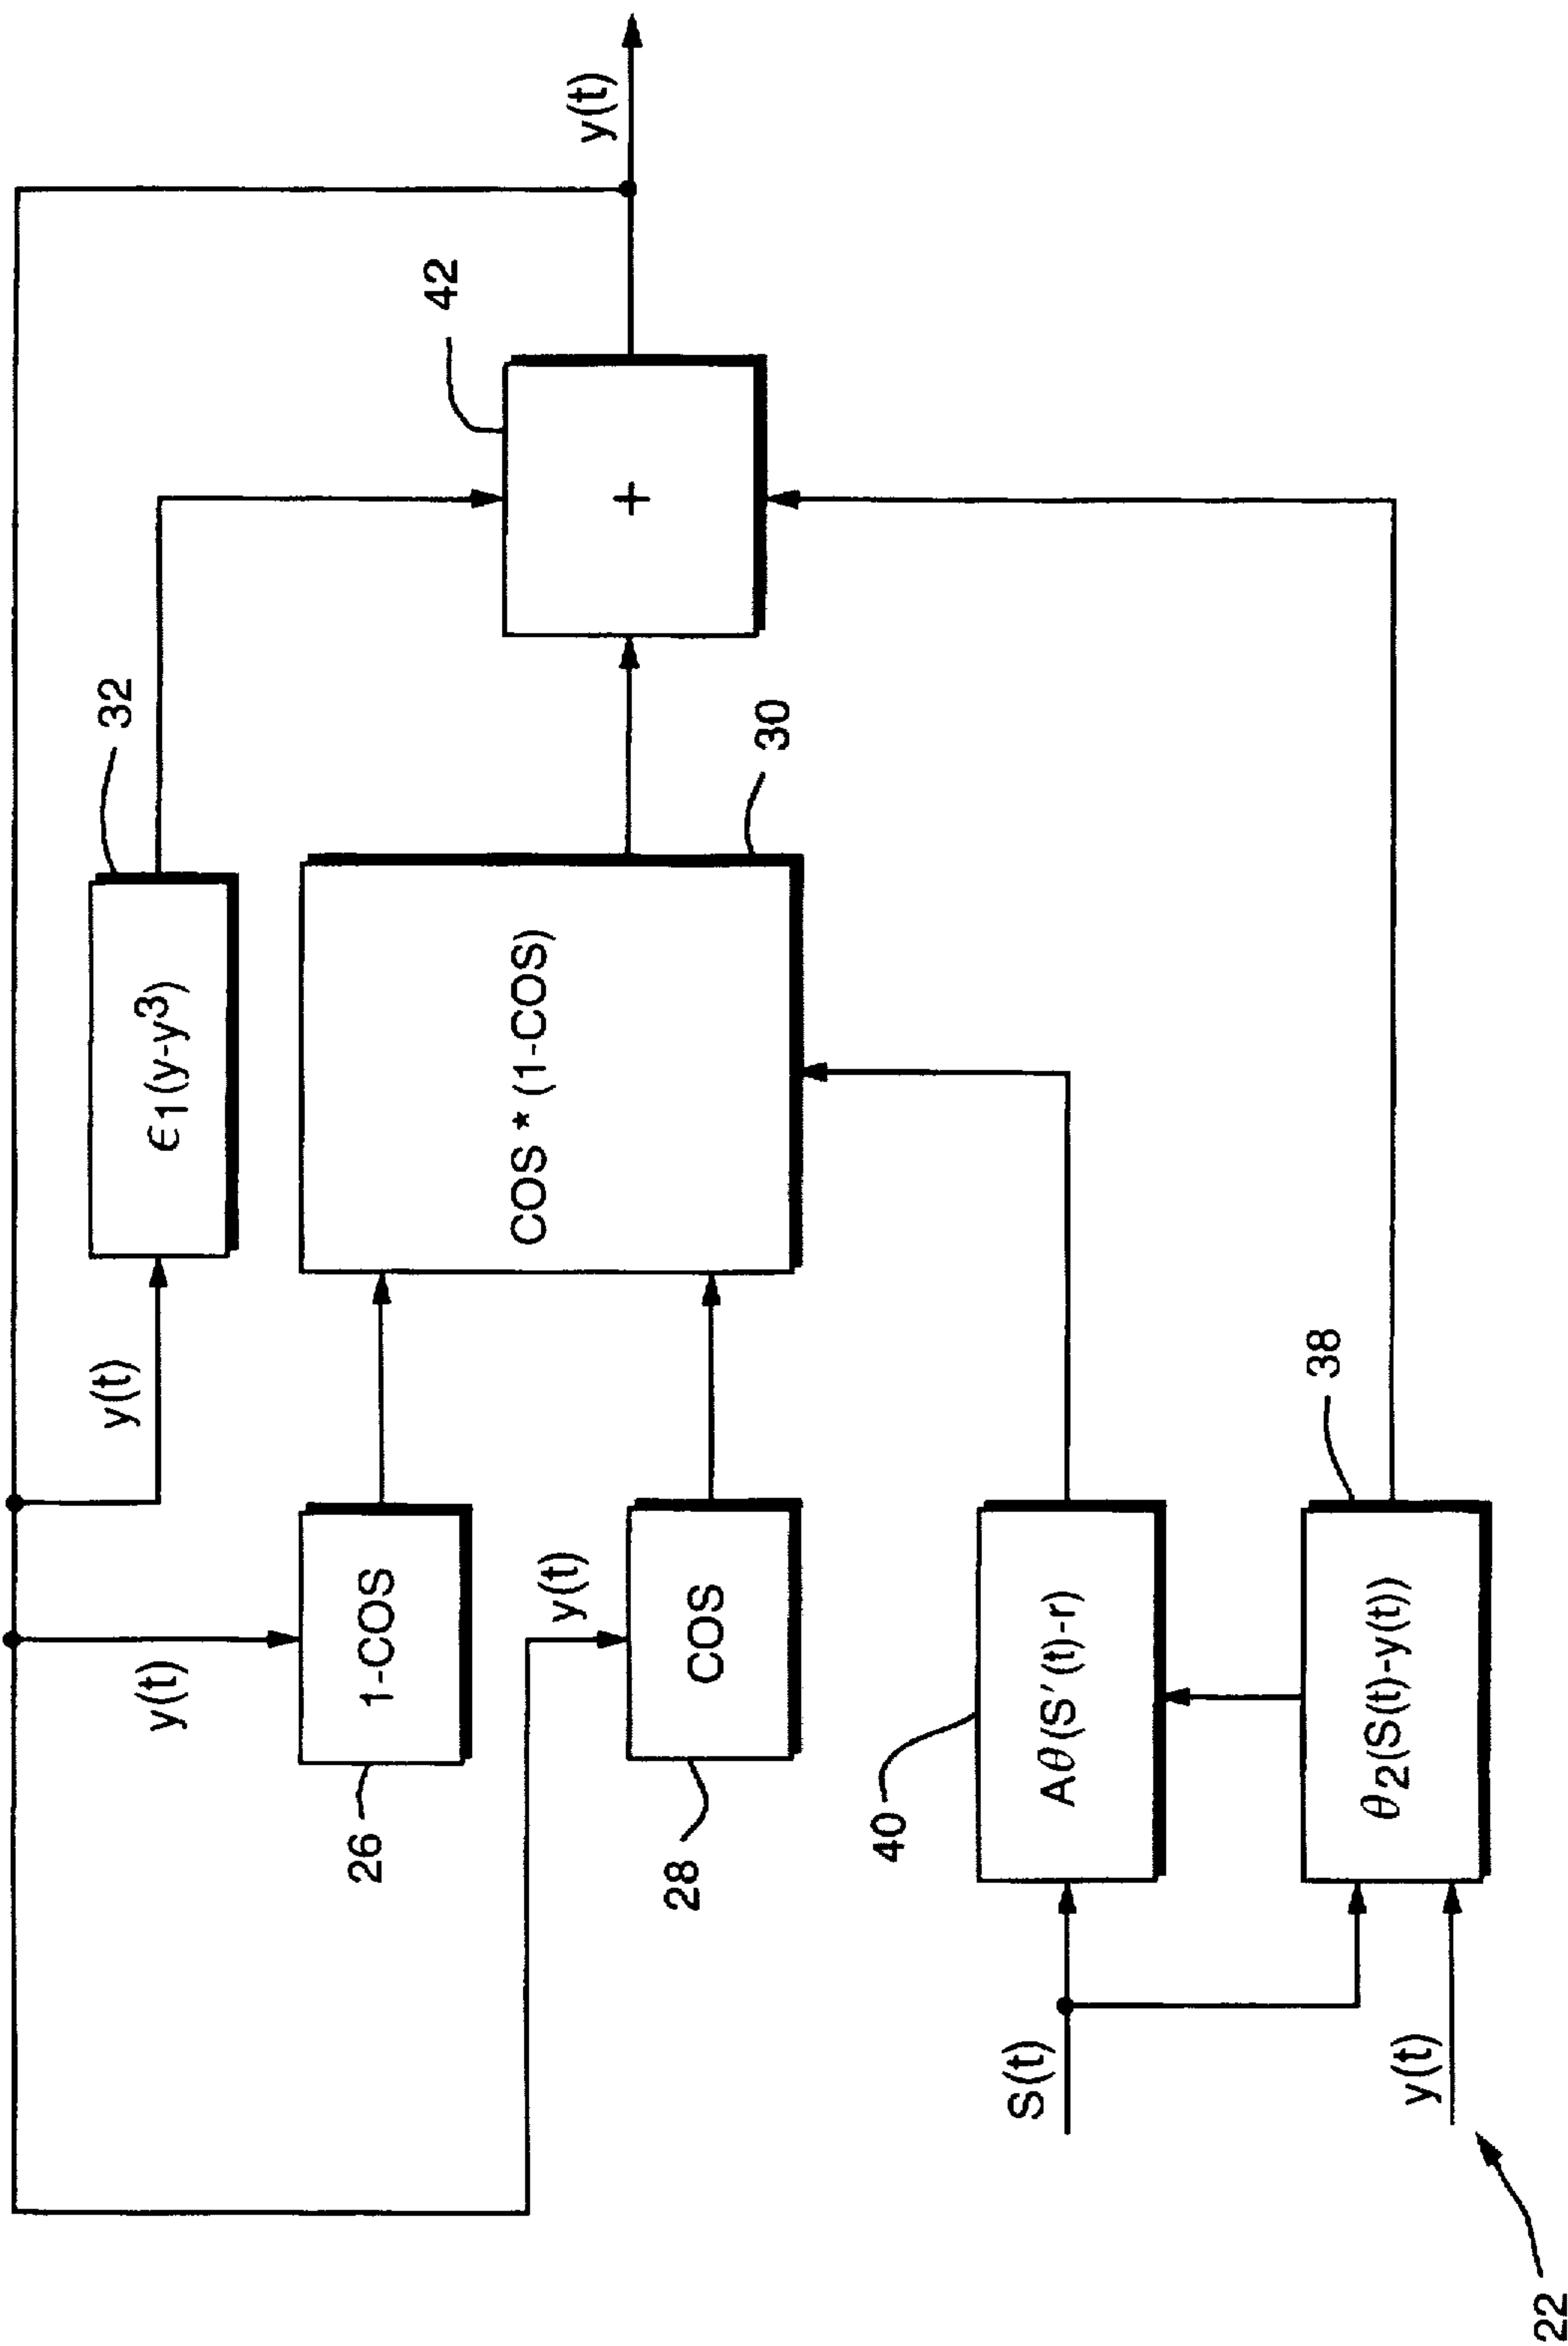 y(t)
42
32
30
ϵ1(y-y³)
COS * (1-COS)
y(t)
38
y(t)
1-COS
y(t)
COS
Aθ(S′(t)-r)
θ2(S(t)-y(t))
26
28
40
S(t)
y(t)
22